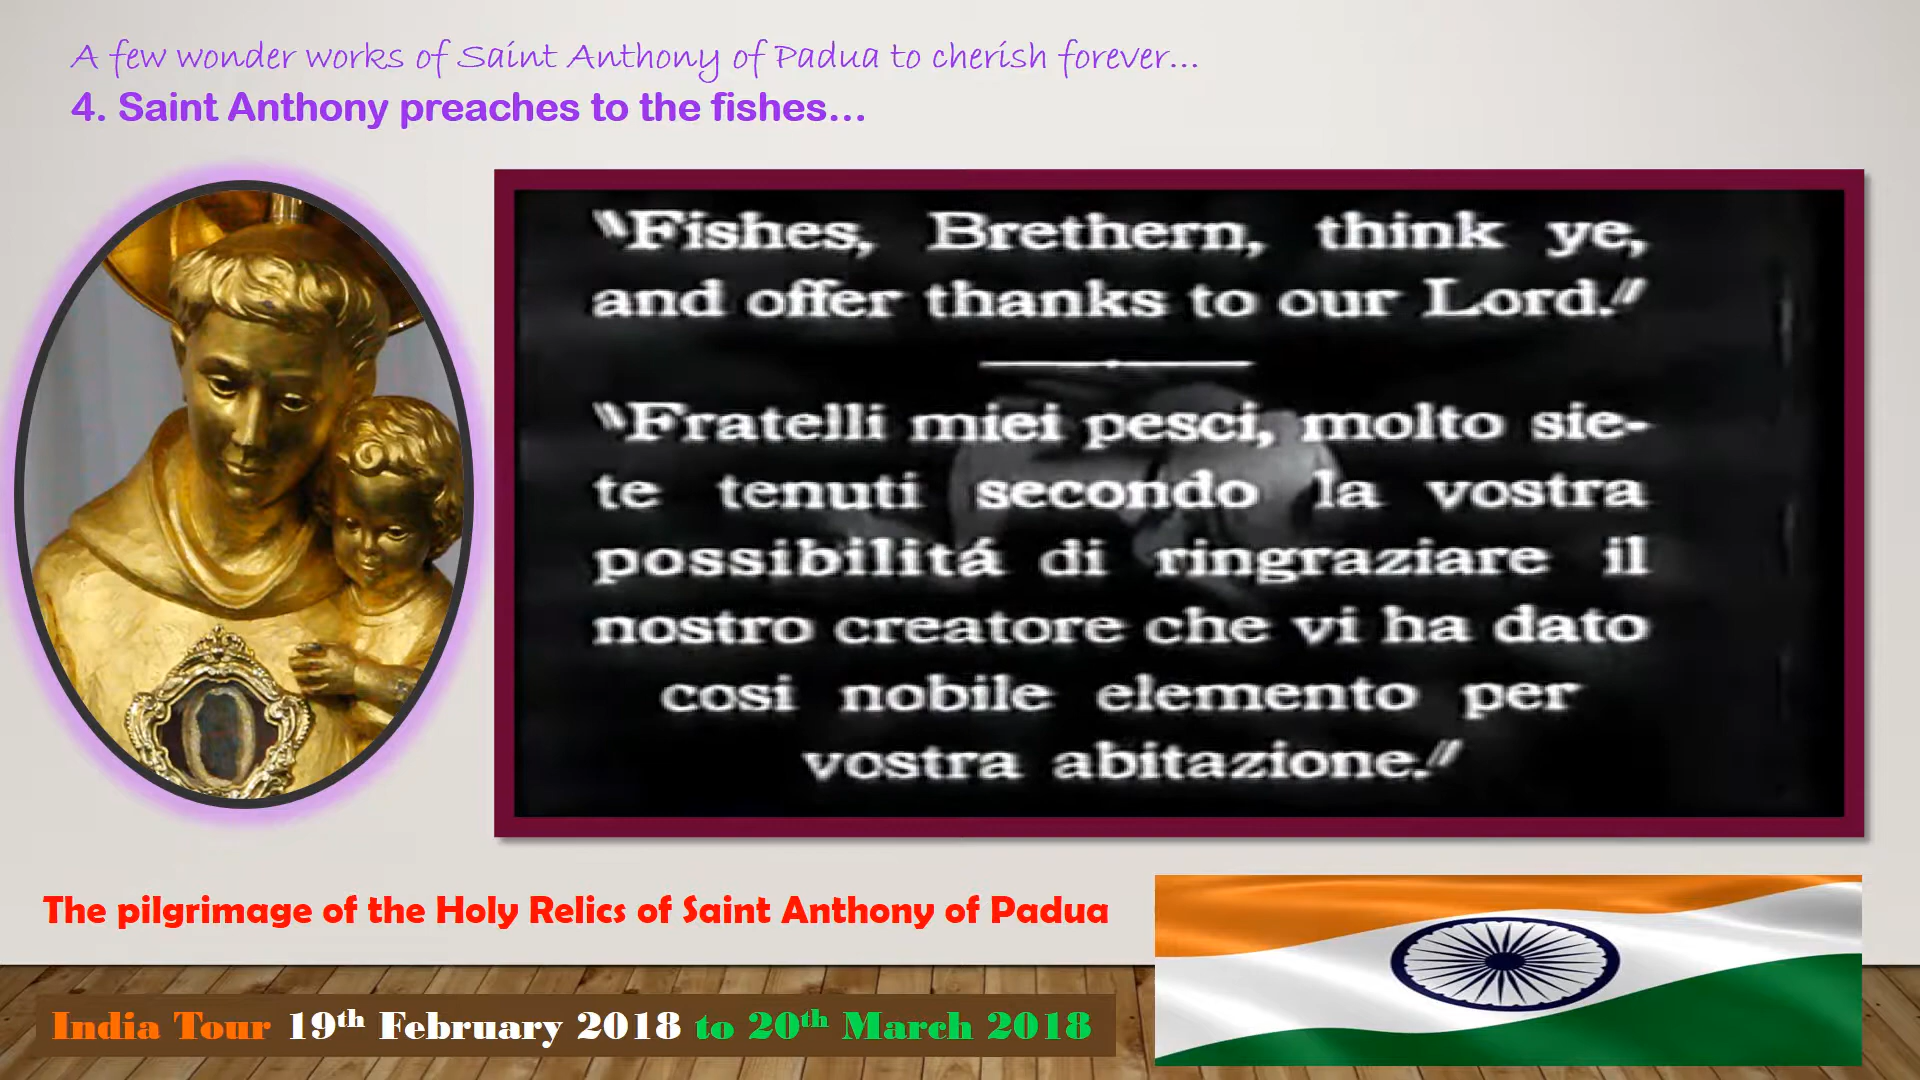 A few wonder works of Saint Anthony of Padua to cherish forever...
4. Saint Anthony preaches to the fishes...
"Fishes, Brethern, think ye,
and offer thanks to our Lord."
"Fratelli miei pesci, molto sie-
te tenuti secondo la vostra
possibilitá di ringraziare il
nostro creatore che vi ha dato
cosi nobile elemento per
vostra abitazione."
The pilgrimage of the Holy Relics of Saint Anthony of Padua
India Tour 19th February 2018 to 20th March 2018